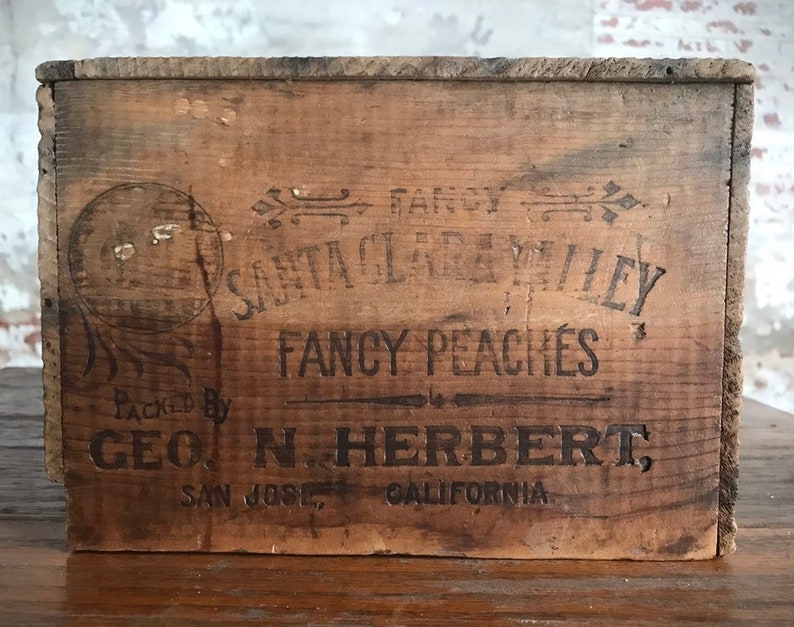 FANCY
SANTA CLARA VALLEY
FANCY PEACHES
PACKED By
GEO. N. HERBERT,
SAN JOSE, CALIFORNIA